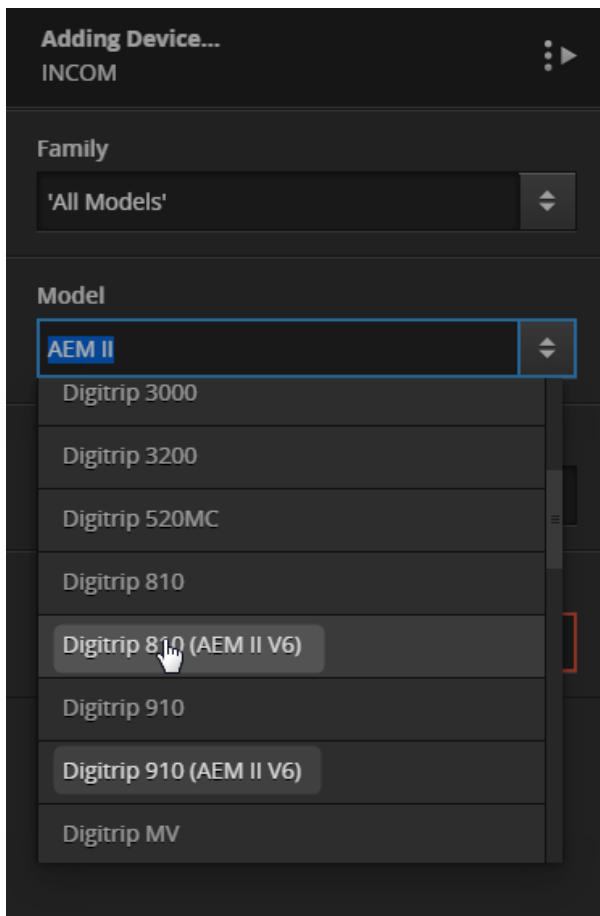 Adding Device...
INCOM
Family
'All Models'
Model
AEM II
Digitrip 3000
Digitrip 3200
Digitrip 520MC
Digitrip 810
Digitrip 810 (AEM II V6)
Digitrip 910
Digitrip 910 (AEM II V6)
Digitrip MV